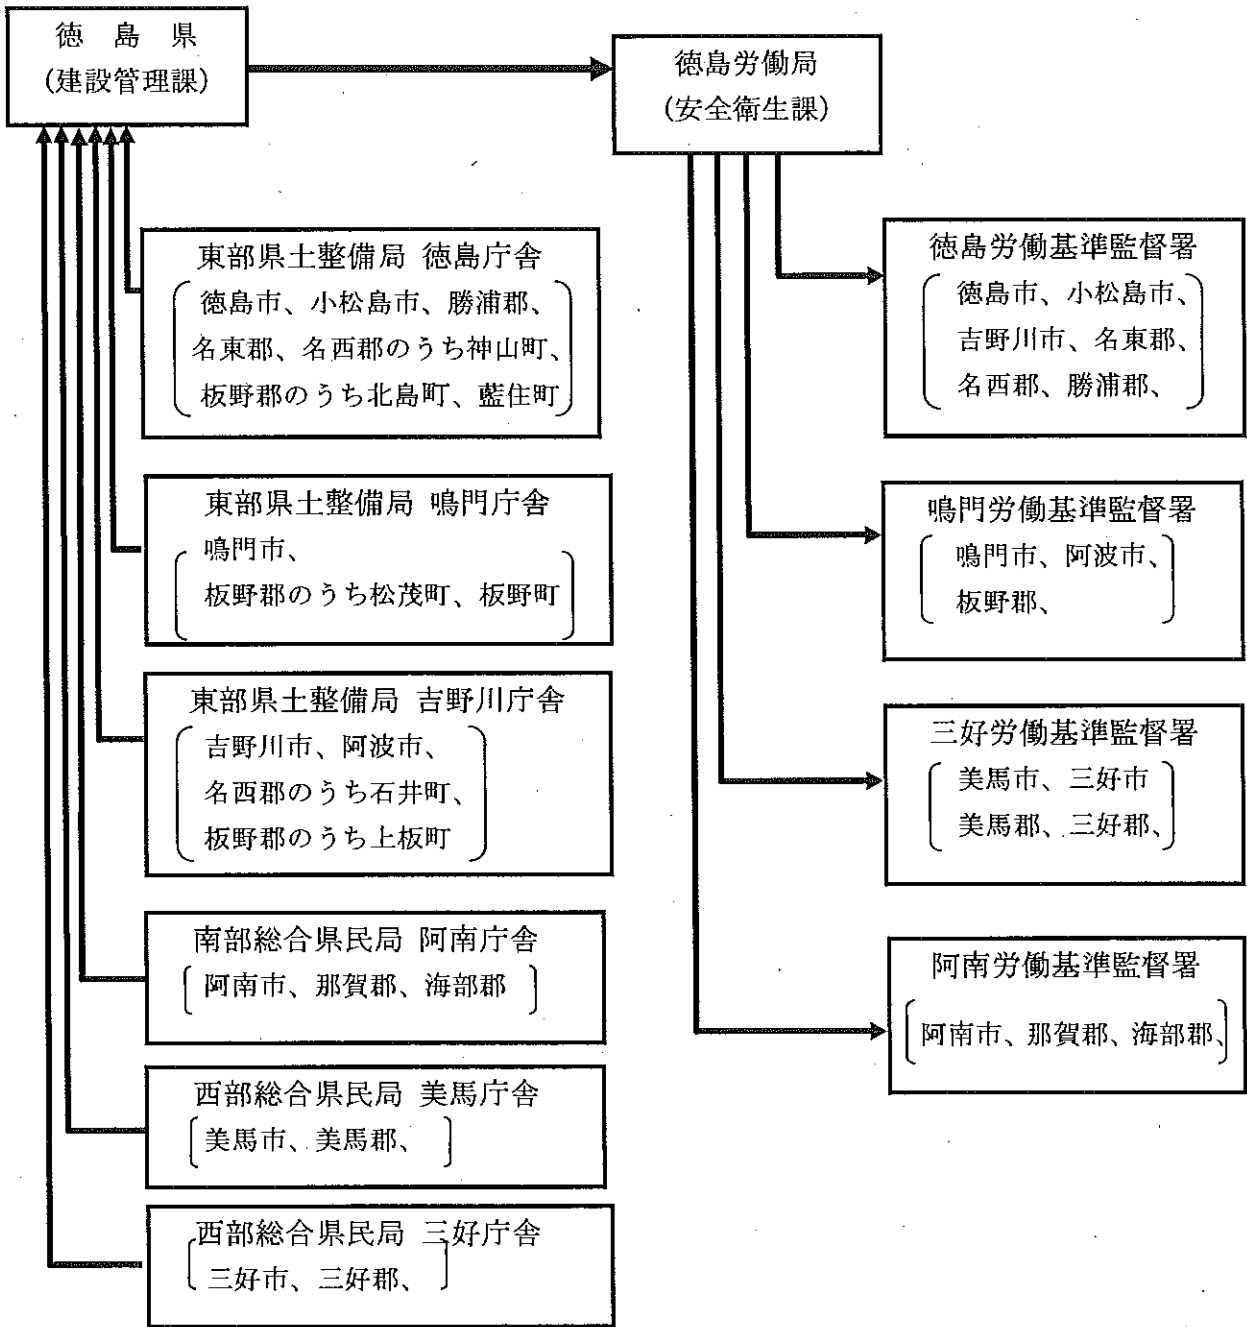 徳　島　県
(建設管理課)
徳島労働局
(安全衛生課)
東部県土整備局 徳島庁舎
徳島市、小松島市、勝浦郡、
名東郡、名西郡のうち神山町、
板野郡のうち北島町、藍住町
東部県土整備局 鳴門庁舎
鳴門市、
板野郡のうち松茂町、板野町
東部県土整備局 吉野川庁舎
吉野川市、阿波市、
名西郡のうち石井町、
板野郡のうち上板町
南部総合県民局 阿南庁舎
阿南市、那賀郡、海部郡
西部総合県民局 美馬庁舎
美馬市、美馬郡、
西部総合県民局 三好庁舎
三好市、三好郡、
徳島労働基準監督署
徳島市、小松島市、
吉野川市、名東郡、
名西郡、勝浦郡、
鳴門労働基準監督署
鳴門市、阿波市、
板野郡、
三好労働基準監督署
美馬市、三好市
美馬郡、三好郡、
阿南労働基準監督署
阿南市、那賀郡、海部郡、